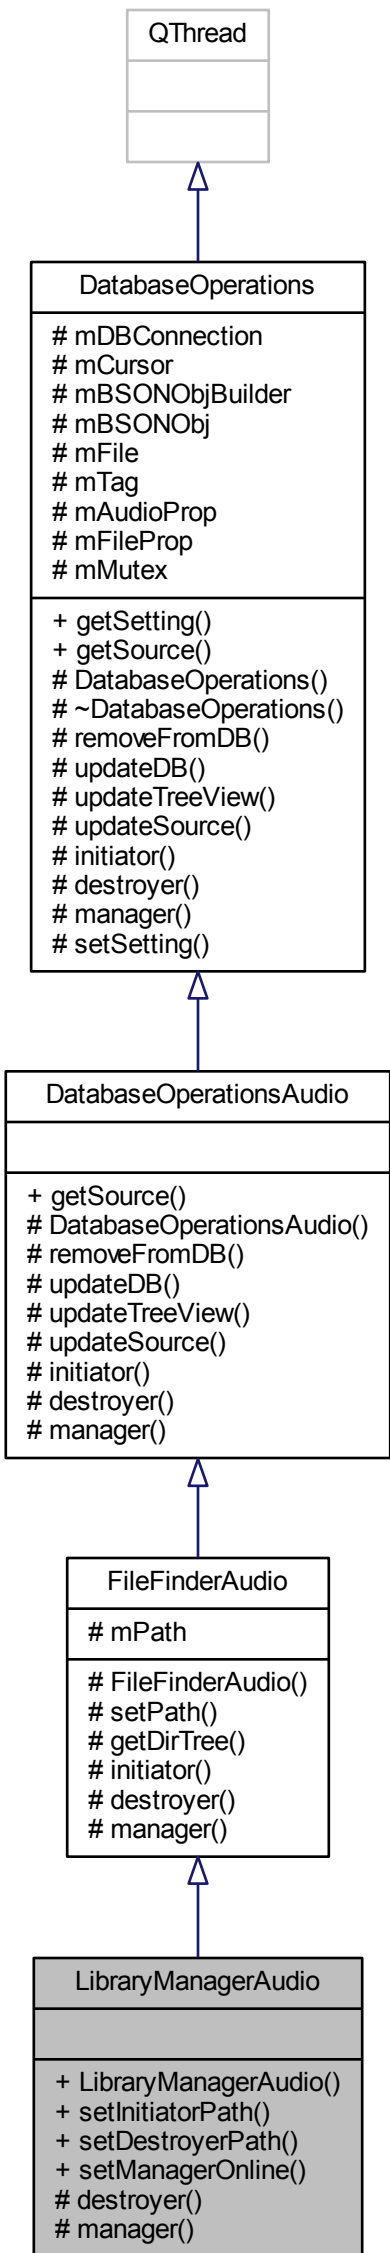 QThread
DatabaseOperations
# mDBConnection
# mCursor
# mBSONObjBuilder
# mBSONObj
# mFile
# mTag
# mAudioProp
# mFileProp
# mMutex
+ getSetting()
+ getSource()
# DatabaseOperations()
# ~DatabaseOperations()
# removeFromDB()
# updateDB()
# updateTreeView()
# updateSource()
# initiator()
# destroyer()
# manager()
# setSetting()
DatabaseOperationsAudio
+ getSource()
# DatabaseOperationsAudio()
# removeFromDB()
# updateDB()
# updateTreeView()
# updateSource()
# initiator()
# destroyer()
# manager()
FileFinderAudio
# mPath
# FileFinderAudio()
# setPath()
# getDirTree()
# initiator()
# destroyer()
# manager()
LibraryManagerAudio
+ LibraryManagerAudio()
+ setInitiatorPath()
+ setDestroyerPath()
+ setManagerOnline()
# destroyer()
# manager()